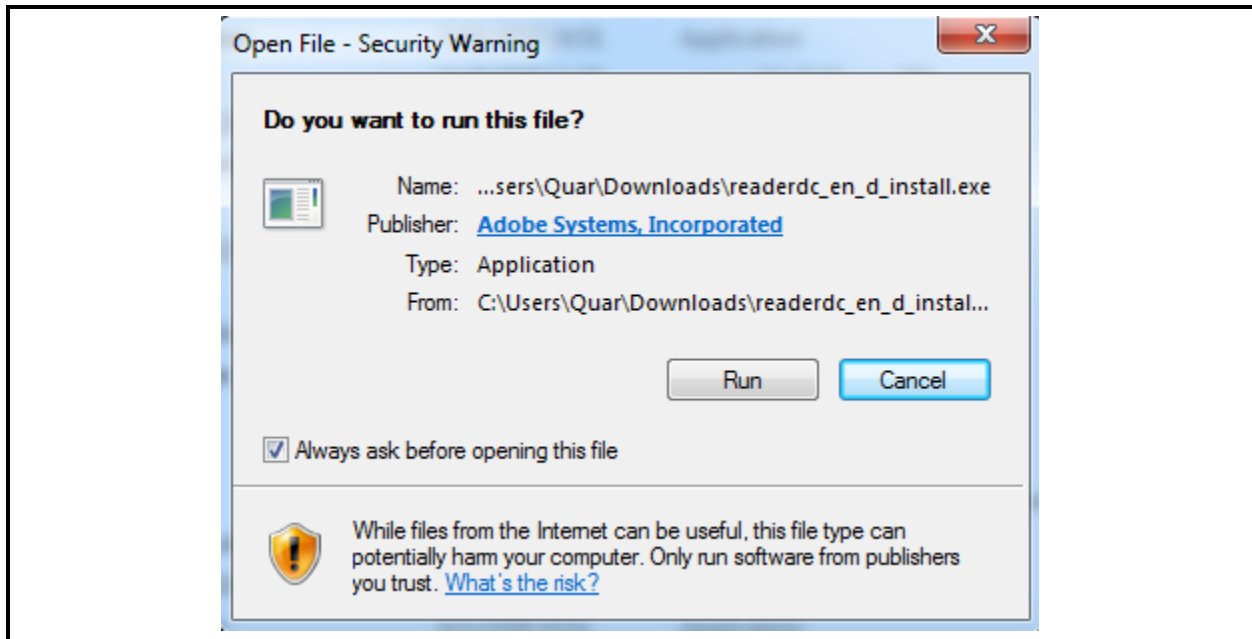 Open File - Security Warning
Do you want to run this file?
Name: ...sers\Quar\Downloads\readerdc_en_d_install.exe
Publisher: Adobe Systems, Incorporated
Type: Application
From: C:\Users\Quar\Downloads\readerdc_en_d_instal...
Run Cancel
Always ask before opening this file
While files from the Internet can be useful, this file type can
potentially harm your computer. Only run software from publishers
you trust. What's the risk?